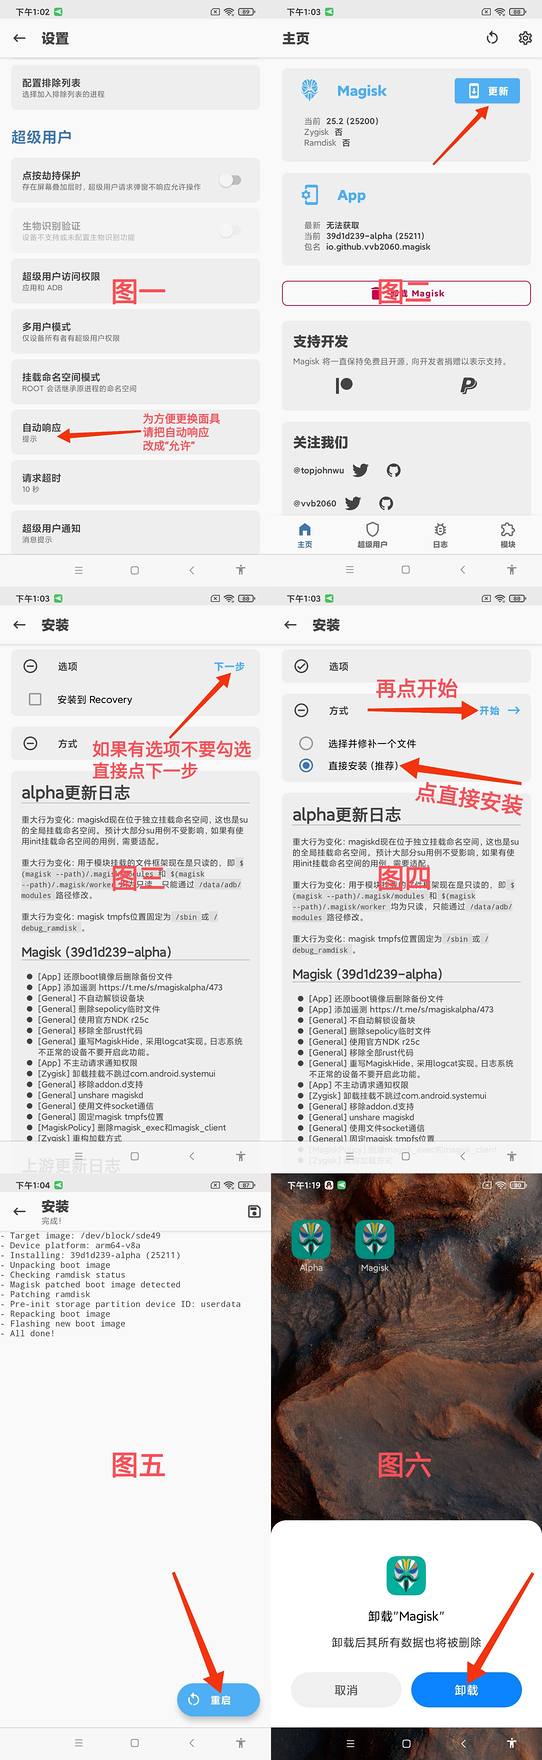 下午1:02
89
设置
配置排除列表
选择加入排除列表的进程
超级用户
点按劫持保护
存在屏幕叠加层时，超级用户请求弹窗不响应允许操作
生物识别验证
设备不支持或未配置生物识别功能
超级用户访问权限
应用和 ADB
图一
多用户模式
仅设备所有者有超级用户权限
挂载命名空间模式
ROOT 会话继承原进程的命名空间
自动响应
提示
为方便更换面具
请把自动响应
改成“允许”
请求超时
10 秒
超级用户通知
消息提示
下午1:03
88
主页
Magisk
更新
当前 25.2 (25200)
Zygisk 否
Ramdisk 否
App
最新 无法获取
当前 39d1d239-alpha (25211)
包名 io.github.vvb2060.magisk
卸载 Magisk
图二
支持开发
Magisk 将一直保持免费且开源，向开发者捐赠以表示支持。
关注我们
@topjohnwu
@vvb2060
主页
超级用户
日志
模块
下午1:03
88
安装
选项
下一步
安装到 Recovery
方式
如果有选项不要勾选
直接点下一步
alpha更新日志
重大行为变化：magiskd现在位于独立挂载命名空间，这也是su
的全局挂载命名空间。预计大部分su用例不受影响，如果有使
用init挂载命名空间的用例，需要适配。
重大行为变化：用于模块挂载的文件框架现在是只读的，即 $
(magisk --path)/.magisk/modules 和 $(magisk
--path)/.magisk/worker 均为只读，只能通过 /data/adb/
modules 路径修改。
图三
重大行为变化：magisk tmpfs位置固定为 /sbin 或 /
debug_ramdisk 。
Magisk (39d1d239-alpha)
[App] 还原boot镜像后删除备份文件
[App] 添加遥测 https://t.me/s/magiskalpha/473
[General] 不自动解锁设备块
[General] 删除sepolicy临时文件
[General] 使用官方NDK r25c
[General] 移除全部rust代码
[General] 重写MagiskHide，采用logcat实现。日志系统
不正常的设备不要开启此功能。
[App] 不主动请求通知权限
[Zygisk] 卸载挂载不跳过com.android.systemui
[General] 移除addon.d支持
[General] unshare magiskd
[General] 使用文件socket通信
[General] 固定magisk tmpfs位置
[MagiskPolicy] 删除magisk_exec和magisk_client
[Zygisk] 重构加载方式
上游更新日志
下午1:03
88
安装
选项
再点开始
方式
开始
选择并修补一个文件
直接安装 (推荐)
点直接安装
alpha更新日志
重大行为变化：magiskd现在位于独立挂载命名空间，这也是su
的全局挂载命名空间。预计大部分su用例不受影响，如果有使
用init挂载命名空间的用例，需要适配。
重大行为变化：用于模块挂载的文件框架现在是只读的，即 $
(magisk --path)/.magisk/modules 和 $(magisk
--path)/.magisk/worker 均为只读，只能通过 /data/adb/
modules 路径修改。
图四
重大行为变化：magisk tmpfs位置固定为 /sbin 或 /
debug_ramdisk 。
Magisk (39d1d239-alpha)
[App] 还原boot镜像后删除备份文件
[App] 添加遥测 https://t.me/s/magiskalpha/473
[General] 不自动解锁设备块
[General] 删除sepolicy临时文件
[General] 使用官方NDK r25c
[General] 移除全部rust代码
[General] 重写MagiskHide，采用logcat实现。日志系统
不正常的设备不要开启此功能。
[App] 不主动请求通知权限
[Zygisk] 卸载挂载不跳过com.android.systemui
[General] 移除addon.d支持
[General] unshare magiskd
[General] 使用文件socket通信
[General] 固定magisk tmpfs位置
[MagiskPolicy] 删除magisk_exec和magisk_client
[Zygisk] 重构加载方式
下午1:04
87
安装
完成！
- Target image: /dev/block/sde49
- Device platform: arm64-v8a
- Installing: 39d1d239-alpha (25211)
- Unpacking boot image
- Checking ramdisk status
- Magisk patched boot image detected
- Patching ramdisk
- Pre-init storage partition device ID: userdata
- Repacking boot image
- Flashing new boot image
- All done!
图五
重启
下午1:19
80
Alpha
Magisk
图六
卸载“Magisk”
卸载后其所有数据也将被删除
取消
卸载